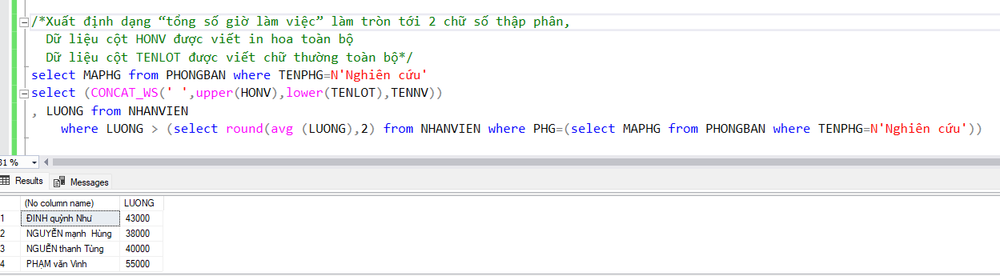 /*Xuất định dạng “tổng số giờ làm việc” làm tròn tới 2 chữ số thập phân,
Dữ liệu cột HONV được viết in hoa toàn bộ
Dữ liệu cột TENLOT được viết chữ thường toàn bộ*/
select MAPHG from PHONGBAN where TENPHG=N'Nghiên cứu'
select (CONCAT_WS(' ',upper(HONV),lower(TENLOT),TENNV))
, LUONG from NHANVIEN
where LUONG > (select round(avg (LUONG),2) from NHANVIEN where PHG=(select MAPHG from PHONGBAN where TENPHG=N'Nghiên cứu'))
31 %
Results Messages
(No column name) LUONG
1 ĐINH quỳnh Như 43000
2 NGUYỄN mạnh  Hùng 38000
3 NGUỄN thanh Tùng 40000
4 PHẠM văn Vinh 55000